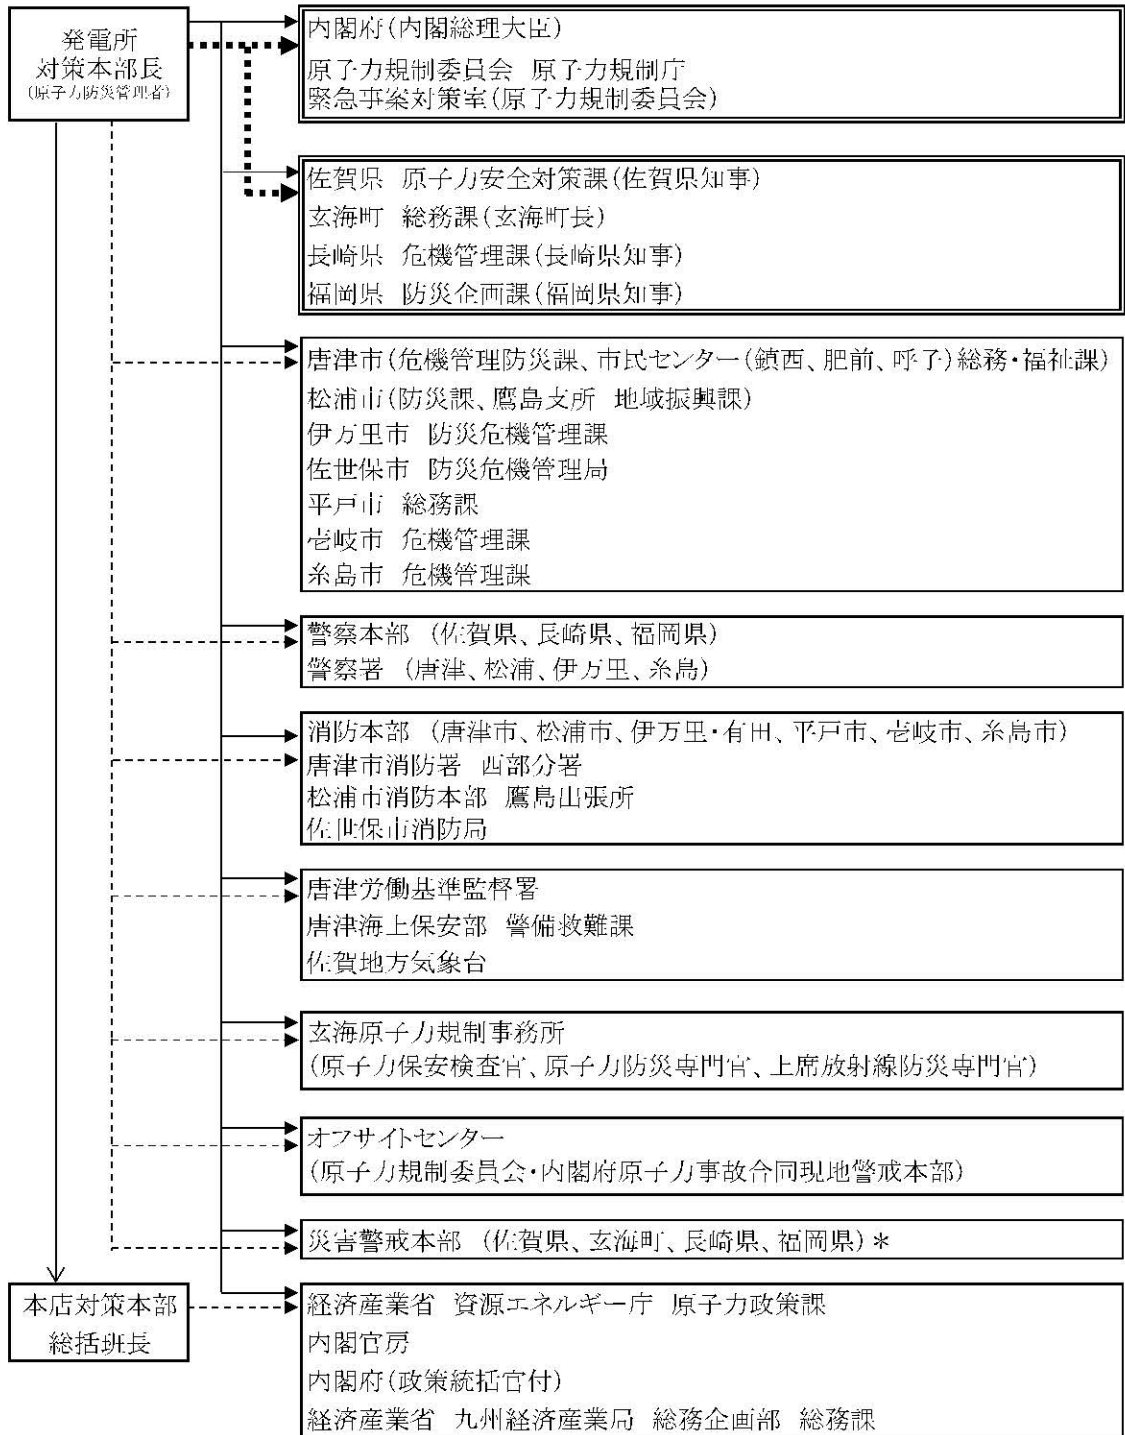 発電所
対策本部長
(原子力防災管理者)
内閣府(内閣総理大臣)
原子力規制委員会 原子力規制庁
緊急事案対策室(原子力規制委員会)
佐賀県 原子力安全対策課(佐賀県知事)
玄海町 総務課(玄海町長)
長崎県 危機管理課(長崎県知事)
福岡県 防災企画課(福岡県知事)
唐津市(危機管理防災課、市民センター(鎮西、肥前、呼子)総務・福祉課)
松浦市(防災課、鷹島支所 地域振興課)
伊万里市 防災危機管理課
佐世保市 防災危機管理局
平戸市 総務課
壱岐市 危機管理課
糸島市 危機管理課
警察本部 (佐賀県、長崎県、福岡県)
警察署 (唐津、松浦、伊万里、糸島)
消防本部 (唐津市、松浦市、伊万里・有田、平戸市、壱岐市、糸島市)
唐津市消防署 西部分署
松浦市消防本部 鷹島出張所
佐世保市消防局
唐津労働基準監督署
唐津海上保安部 警備救難課
佐賀地方気象台
玄海原子力規制事務所
(原子力保安検査官、原子力防災専門官、上席放射線防災専門官)
オフサイトセンター
(原子力規制委員会・内閣府原子力事故合同現地警戒本部)
災害警戒本部 (佐賀県、玄海町、長崎県、福岡県)*
本店対策本部
総括班長
経済産業省 資源エネルギー庁 原子力政策課
内閣官房
内閣府(政策統括官付)
経済産業省 九州経済産業局 総務企画部 総務課